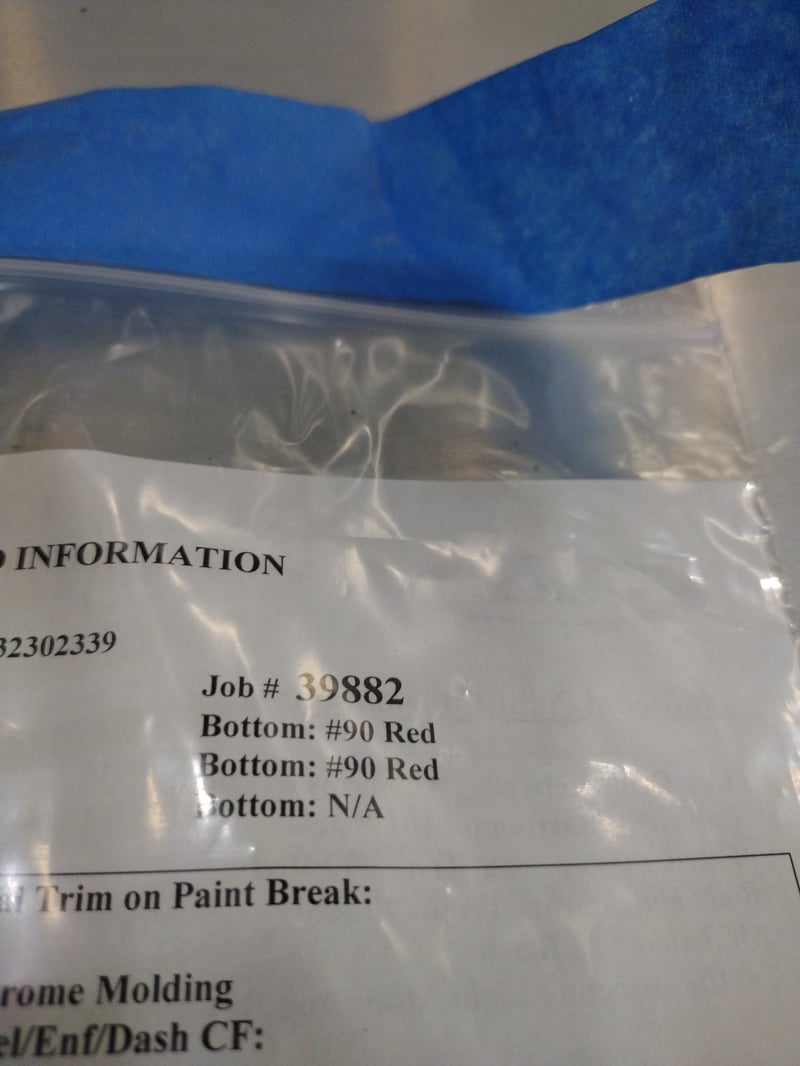 INFORMATION
32302339
Job # 39882
Bottom: #90 Red
Bottom: #90 Red
Bottom: N/A
Trim on Paint Break:
rome Molding
el/Enf/Dash CF: